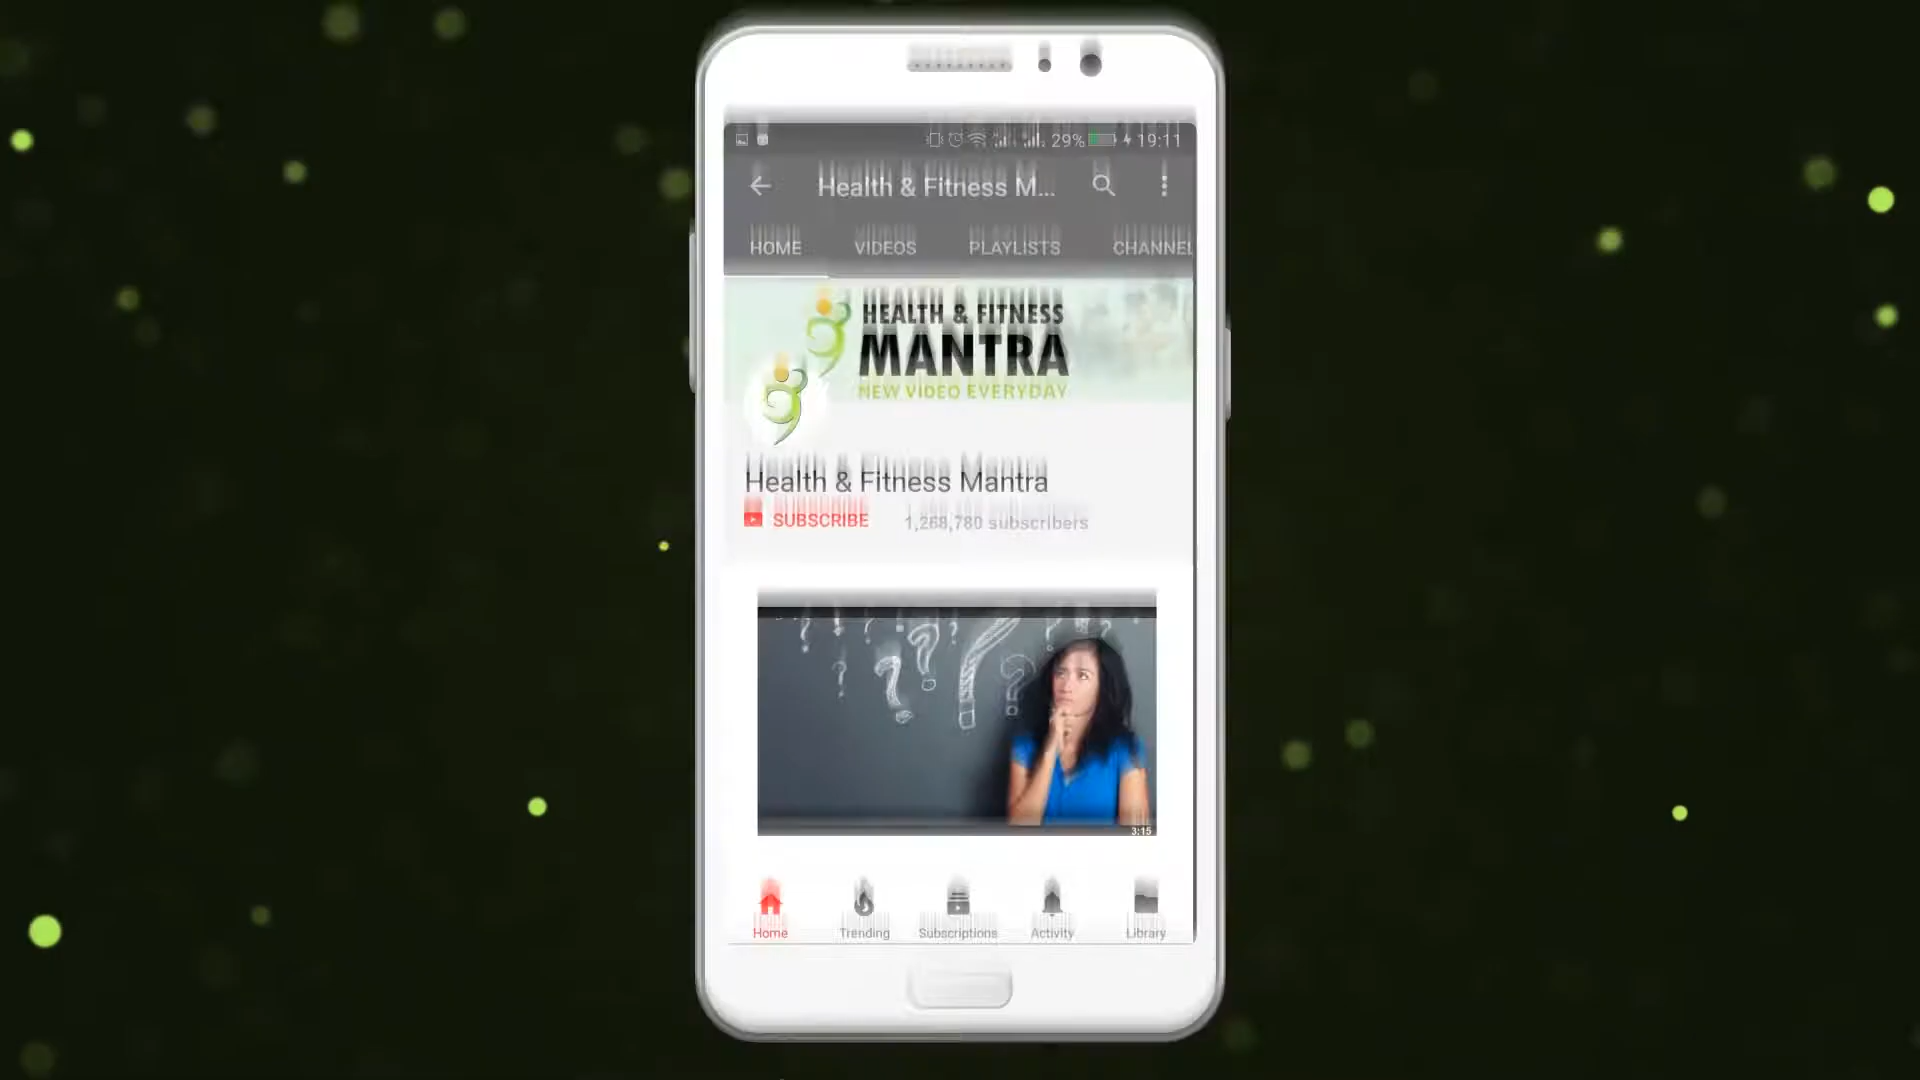 29% 19:11
Health & Fitness M...
HOME VIDEOS PLAYLISTS CHANNEL
HEALTH & FITNESS
MANTRA
NEW VIDEO EVERYDAY
Health & Fitness Mantra
SUBSCRIBE 1,268,780 subscribers
3:15
Home Trending Subscriptions Activity Library